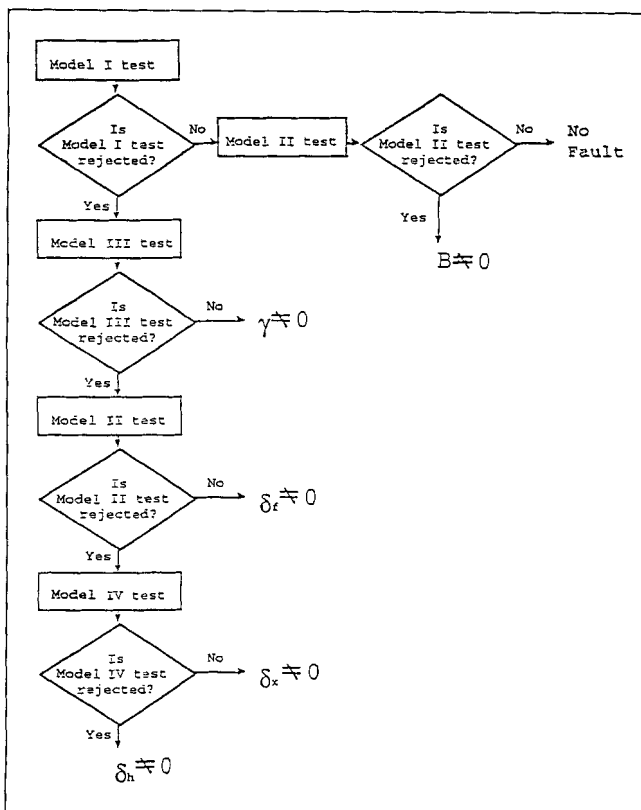 Model I test
Is
Model I test
rejected?
No
Model II test
Is
Model II test
rejected?
No
No
Fault
Yes
B≠0
Yes
Model III test
Is
Model III test
rejected?
No
γ≠0
Yes
Model II test
Is
Model II test
rejected?
No
δf≠0
Yes
Model IV test
Is
Model IV test
rejected?
No
δx≠0
Yes
δh≠0